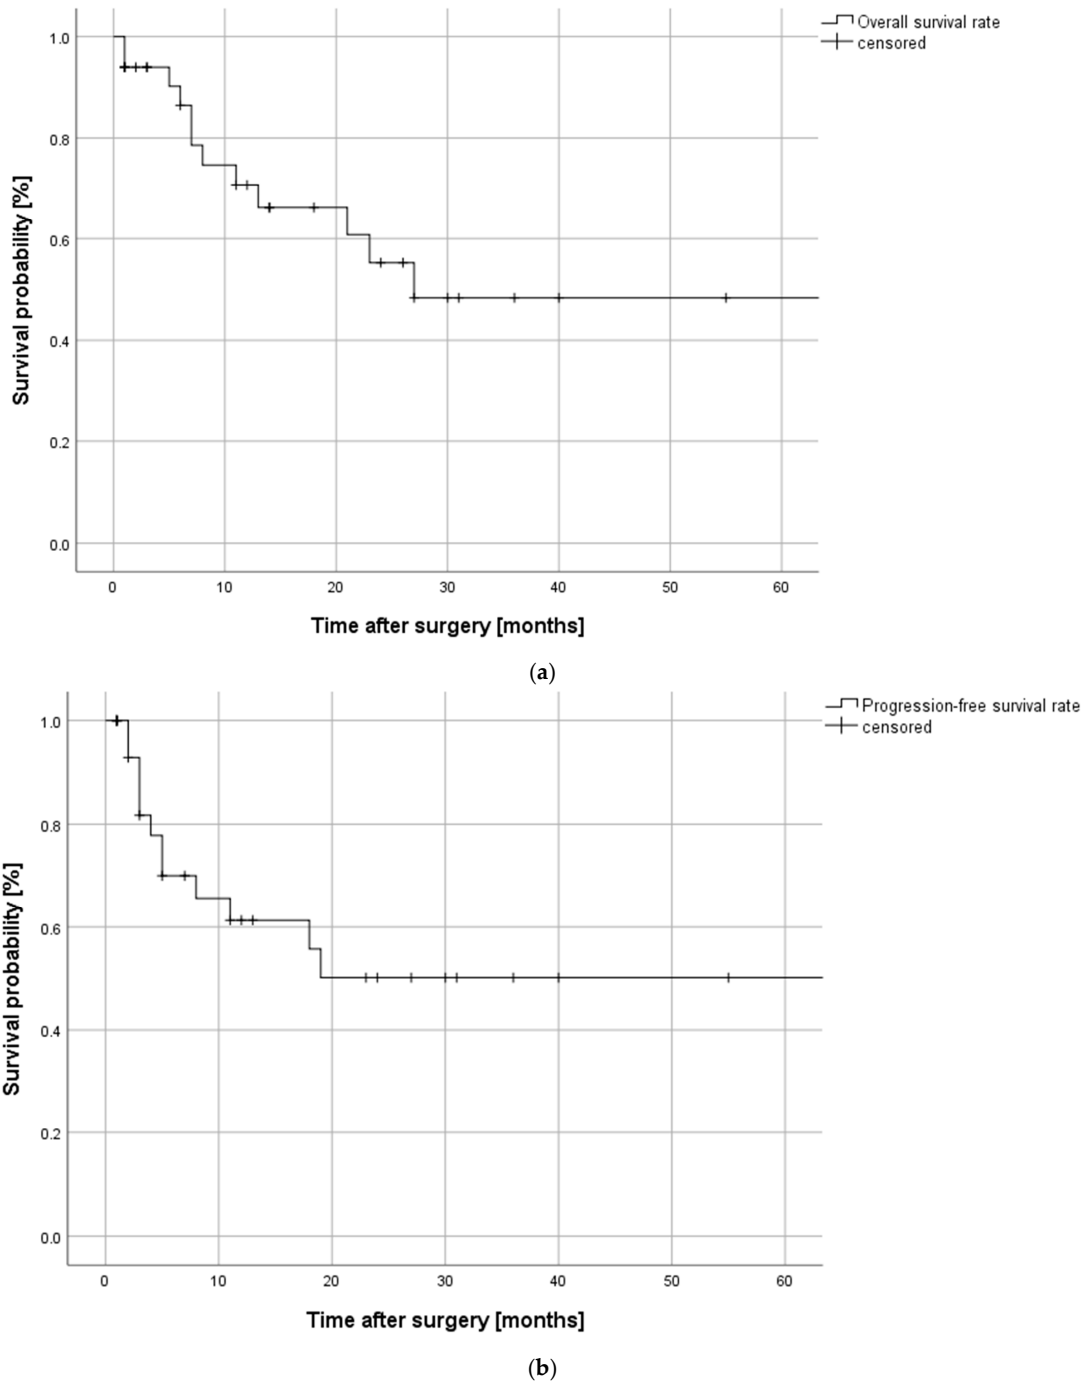 Overall survival rate
censored
1.0
0.8
0.6
0.4
0.2
0.0
Survival probability [%]
0 10 20 30 40 50 60
Time after surgery [months]
(a)
Progression-free survival rate
censored
1.0
0.8
0.6
0.4
0.2
0.0
Survival probability [%]
0 10 20 30 40 50 60
Time after surgery [months]
(b)